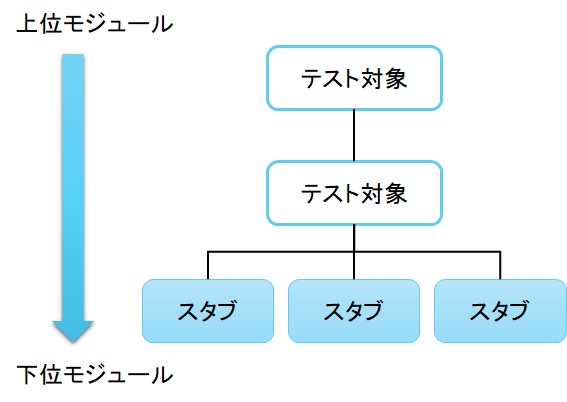 上位モジュール
テスト対象
テスト対象
スタブ
スタブ
スタブ
下位モジュール